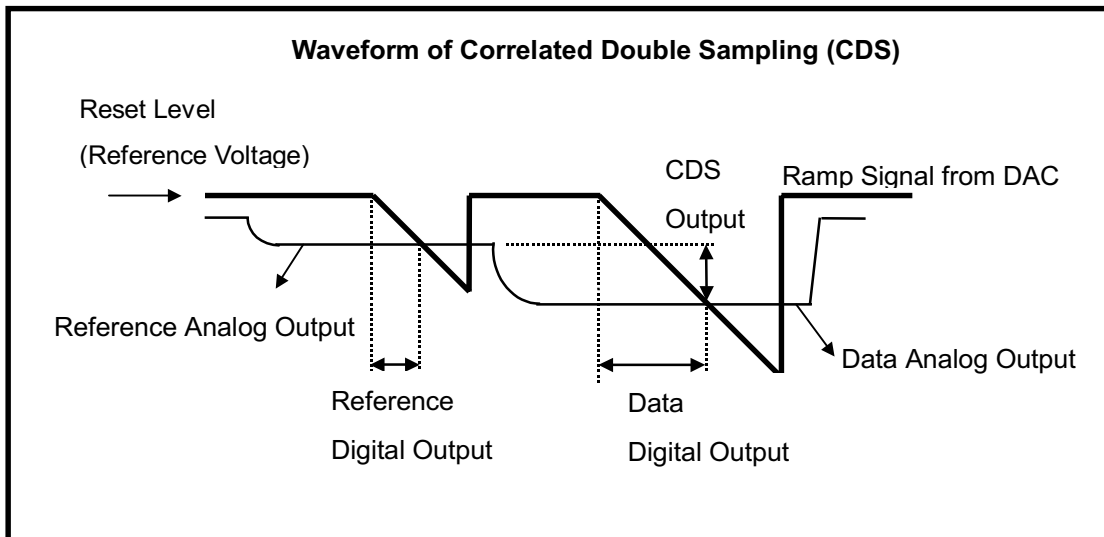 Waveform of Correlated Double Sampling (CDS)
Reset Level
(Reference Voltage)
CDS
Output
Ramp Signal from DAC
Reference Analog Output
Data Analog Output
Reference
Digital Output
Data
Digital Output